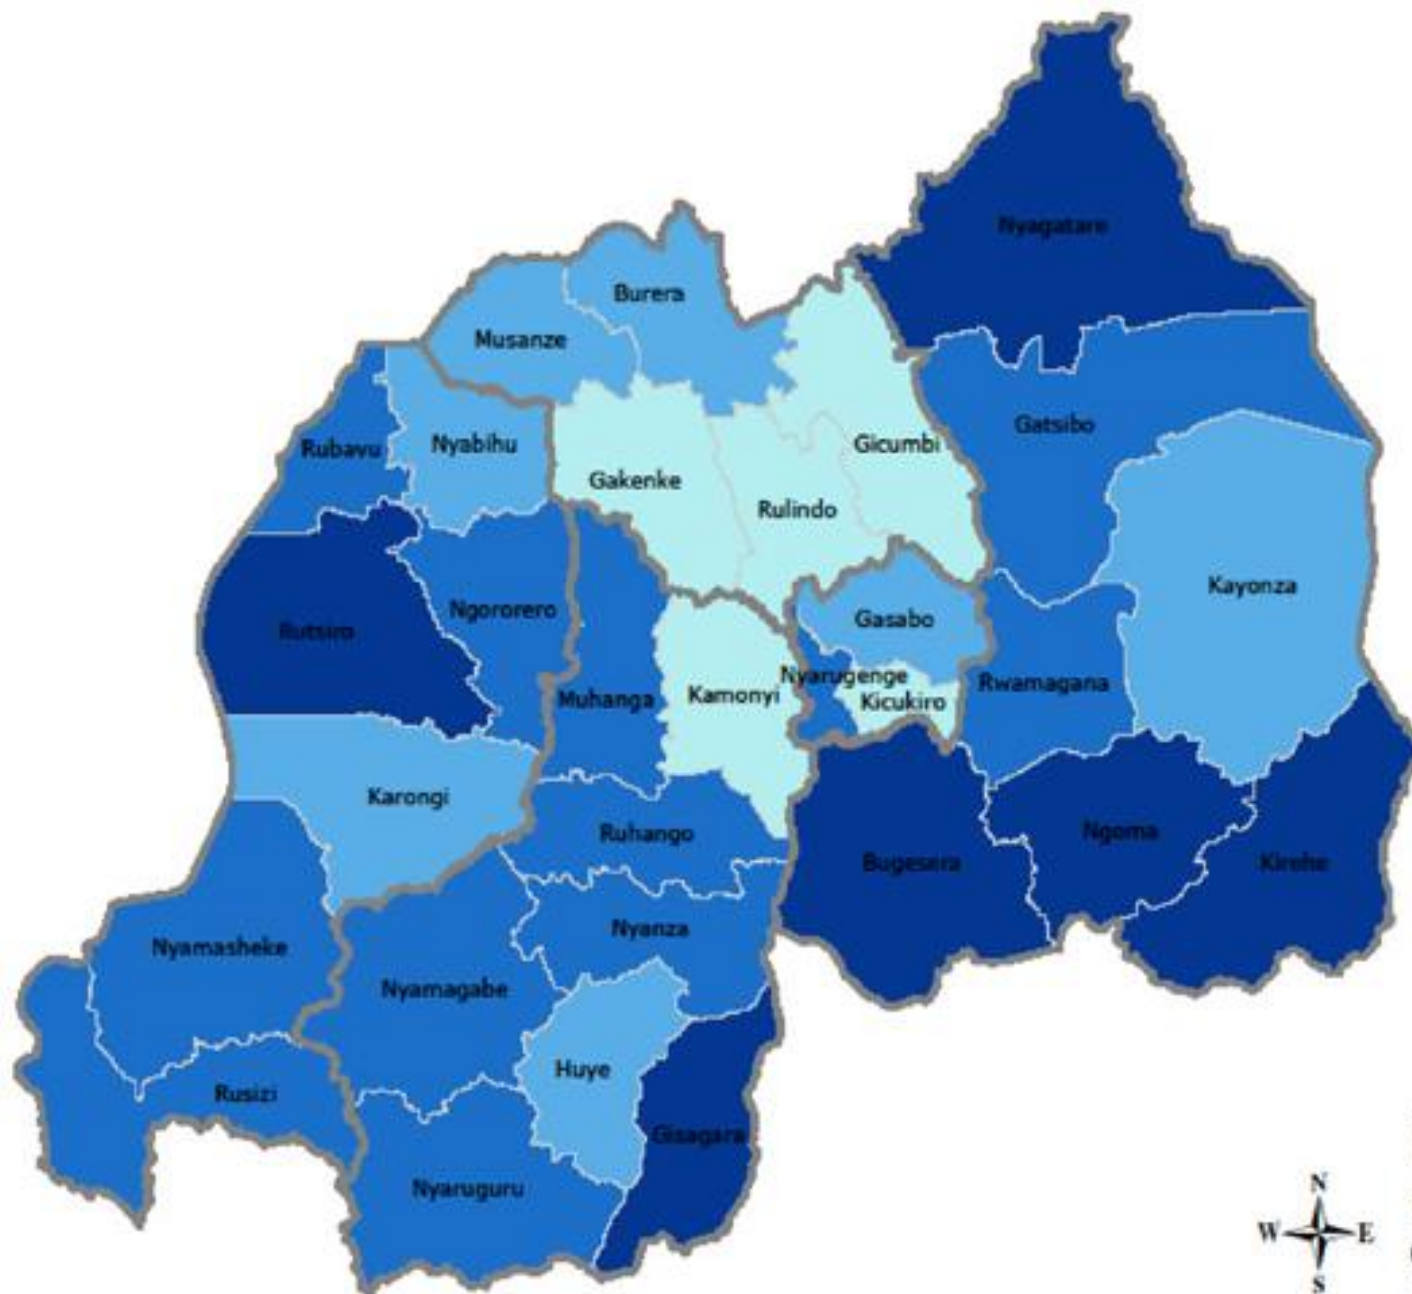 Nyagatare
Burera
Musanze
Gatsibo
Rubavu
Nyabihu
Gicumbi
Gakenke
Rulindo
Kayonza
Ngororero
Gasabo
Rutsiro
Nyarugenge
Rwamagana
Muhanga
Kamonyi
Kicukiro
Karongi
Ruhango
Ngoma
Bugesera
Kirehe
Nyanza
Nyamasheke
Nyamagabe
Huye
Rusizi
Gisagara
Nyaruguru
N
W E
S